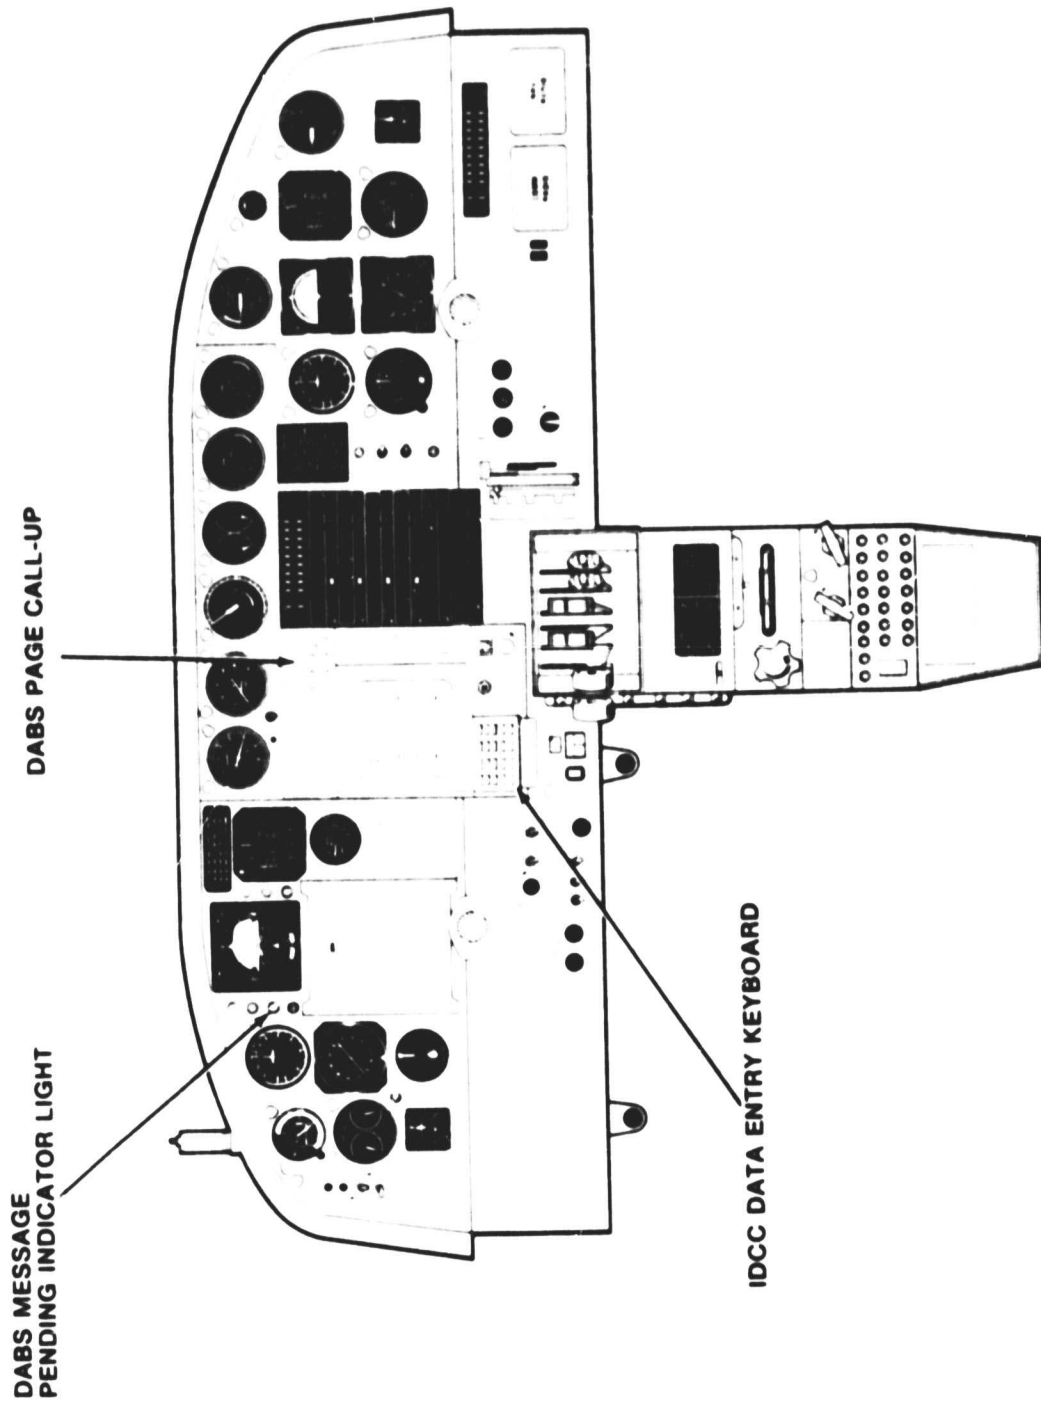 DABS MESSAGE
PENDING INDICATOR LIGHT
DABS PAGE CALL-UP
IDCC DATA ENTRY KEYBOARD